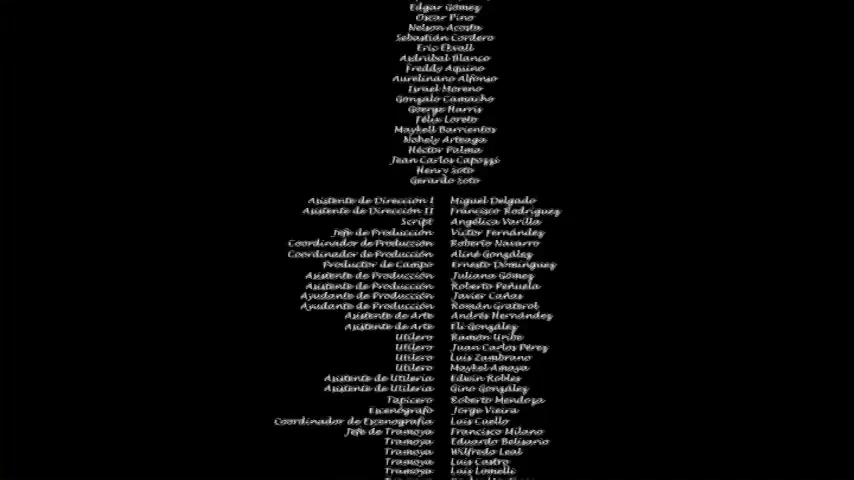 Edgar Gómez
Oscar Pino
Nelson Acosta
Sebastián Cordero
Eric Ekvall
Asdrúbal Blanco
Freddy Aquino
Aurelinano Alfonso
Israel Moreno
Gonzalo Camacho
Goerge Harris
Félix Loreto
Maykell Barrientos
Nohely Arteaga
Héctor Palma
Jean Carlos Capozzi
Henry Soto
Gerardo Soto
Asistente de Dirección I Miguel Delgado
Asistente de Dirección II Francisco Rodríguez
Script Angélica Varilla
Jefe de Producción Víctor Fernández
Coordinador de Producción Roberto Navarro
Coordinador de Producción Aliné González
Productor de Campo Ernesto Domínguez
Asistente de Producción Juliana Gómez
Asistente de Producción Roberto Peñuela
Ayudante de Producción Javier Cañas
Ayudante de Producción Román Graterol
Asistente de Arte Andrés Hernández
Asistente de Arte Eli González
Utilero Ramón Uribe
Utilero Juan Carlos Pérez
Utilero Luis Zambrano
Utilero Maykel Amaya
Asistente de Utilería Edwin Robles
Asistente de Utilería Gino González
Tapicero Roberto Mendoza
Escenógrafo Jorge Vieira
Coordinador de Escenografía Luis Cuello
Jefe de Tramoya Francisco Milano
Tramoya Eduardo Belisario
Tramoya Wilfredo Leal
Tramoya Luis Castro
Tramoya Luis Lomelli